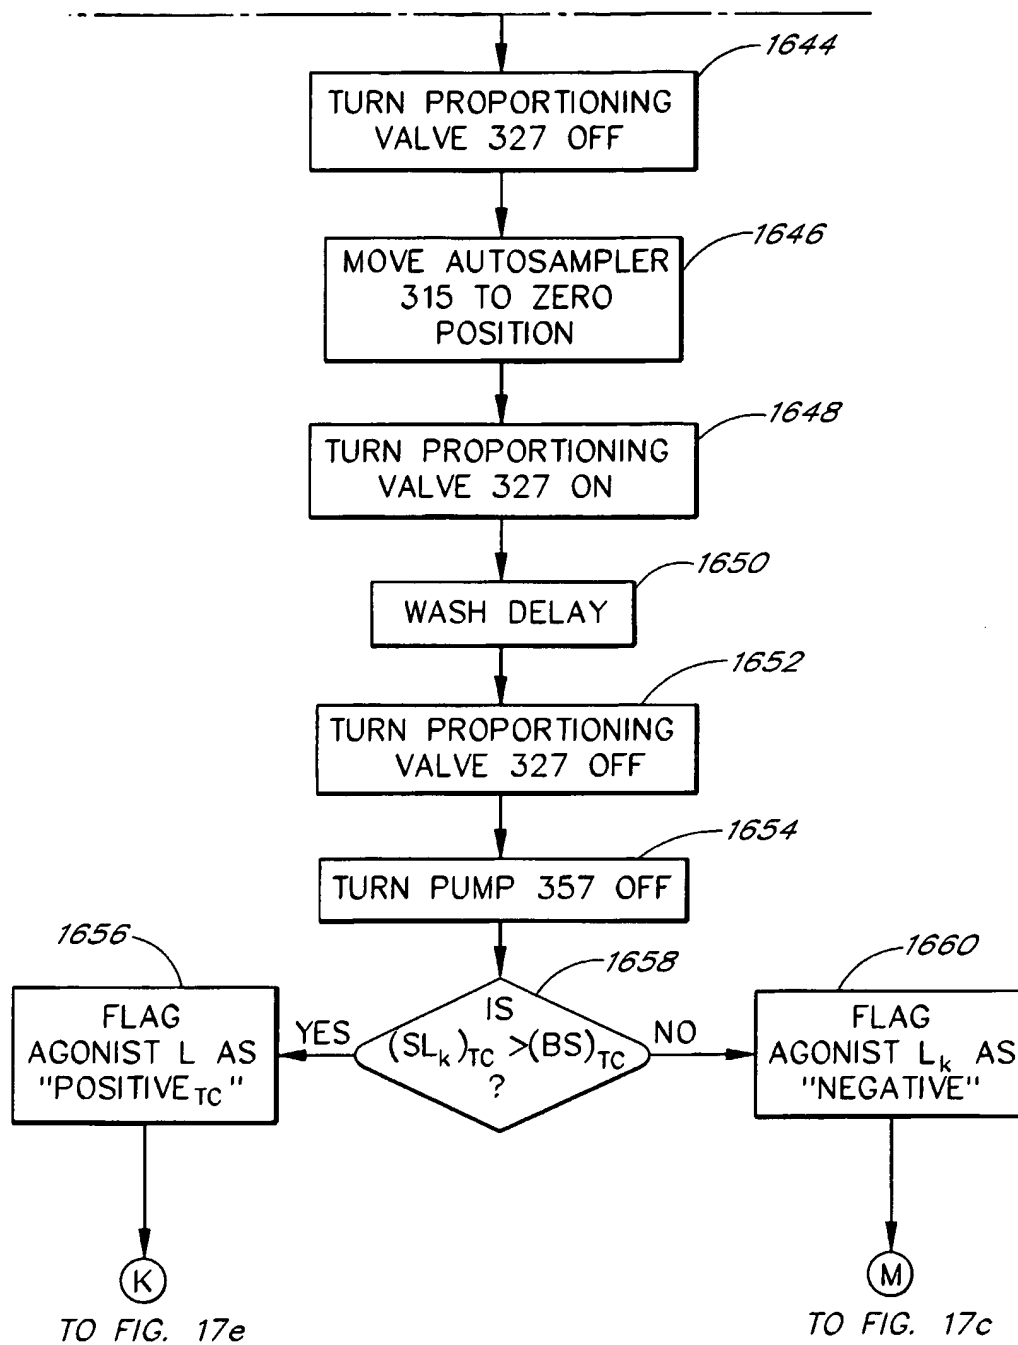 1644
TURN PROPORTIONING
VALVE 327 OFF
1646
MOVE AUTOSAMPLER
315 TO ZERO
POSITION
1648
TURN PROPORTIONING
VALVE 327 ON
1650
WASH DELAY
1652
TURN PROPORTIONING
VALVE 327 OFF
1654
TURN PUMP 357 OFF
1656
FLAG
AGONIST L AS
"POSITIVE TC"
YES
1658
IS
(SLk)TC >(BS)TC
?
NO
1660
FLAG
AGONIST Lk AS
"NEGATIVE"
K
TO FIG. 17e
M
TO FIG. 17c